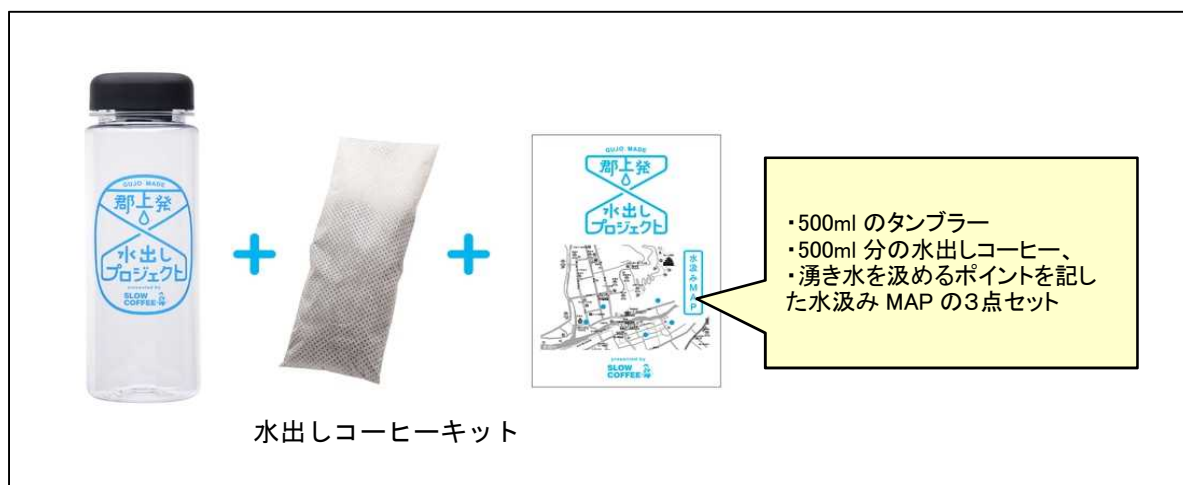 GUJO MADE
郡上発
水出し
プロジェクト
presented by
SLOW
COFFEE
GUJO MADE
郡上発
水出し
プロジェクト
水汲みMAP
presented by
SLOW
COFFEE
・500ml のタンブラー
・500ml 分の水出しコーヒー、
・湧き水を汲めるポイントを記し
た水汲み MAP の3点セット
水出しコーヒーキット